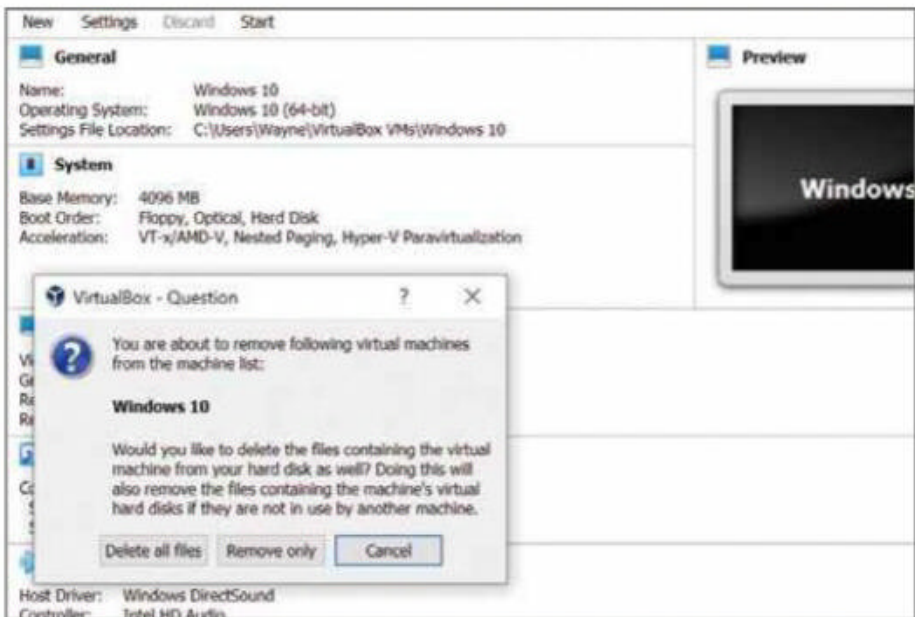 New Settings Discard Start
General
Preview
Name: Windows 10
Operating System: Windows 10 (64-bit)
Settings File Location: C:\Users\Wayne\VirtualBox VMs\Windows 10
System
Base Memory: 4096 MB
Boot Order: Floppy, Optical, Hard Disk
Acceleration: VT-x/AMD-V, Nested Paging, Hyper-V Paravirtualization
Windows
VirtualBox - Question ? ×
You are about to remove following virtual machines
from the machine list:
Windows 10
Would you like to delete the files containing the virtual
machine from your hard disk as well? Doing this will
also remove the files containing the machine's virtual
hard disks if they are not in use by another machine.
Delete all files Remove only Cancel
Host Driver: Windows DirectSound
Controller: Intel HD Audio